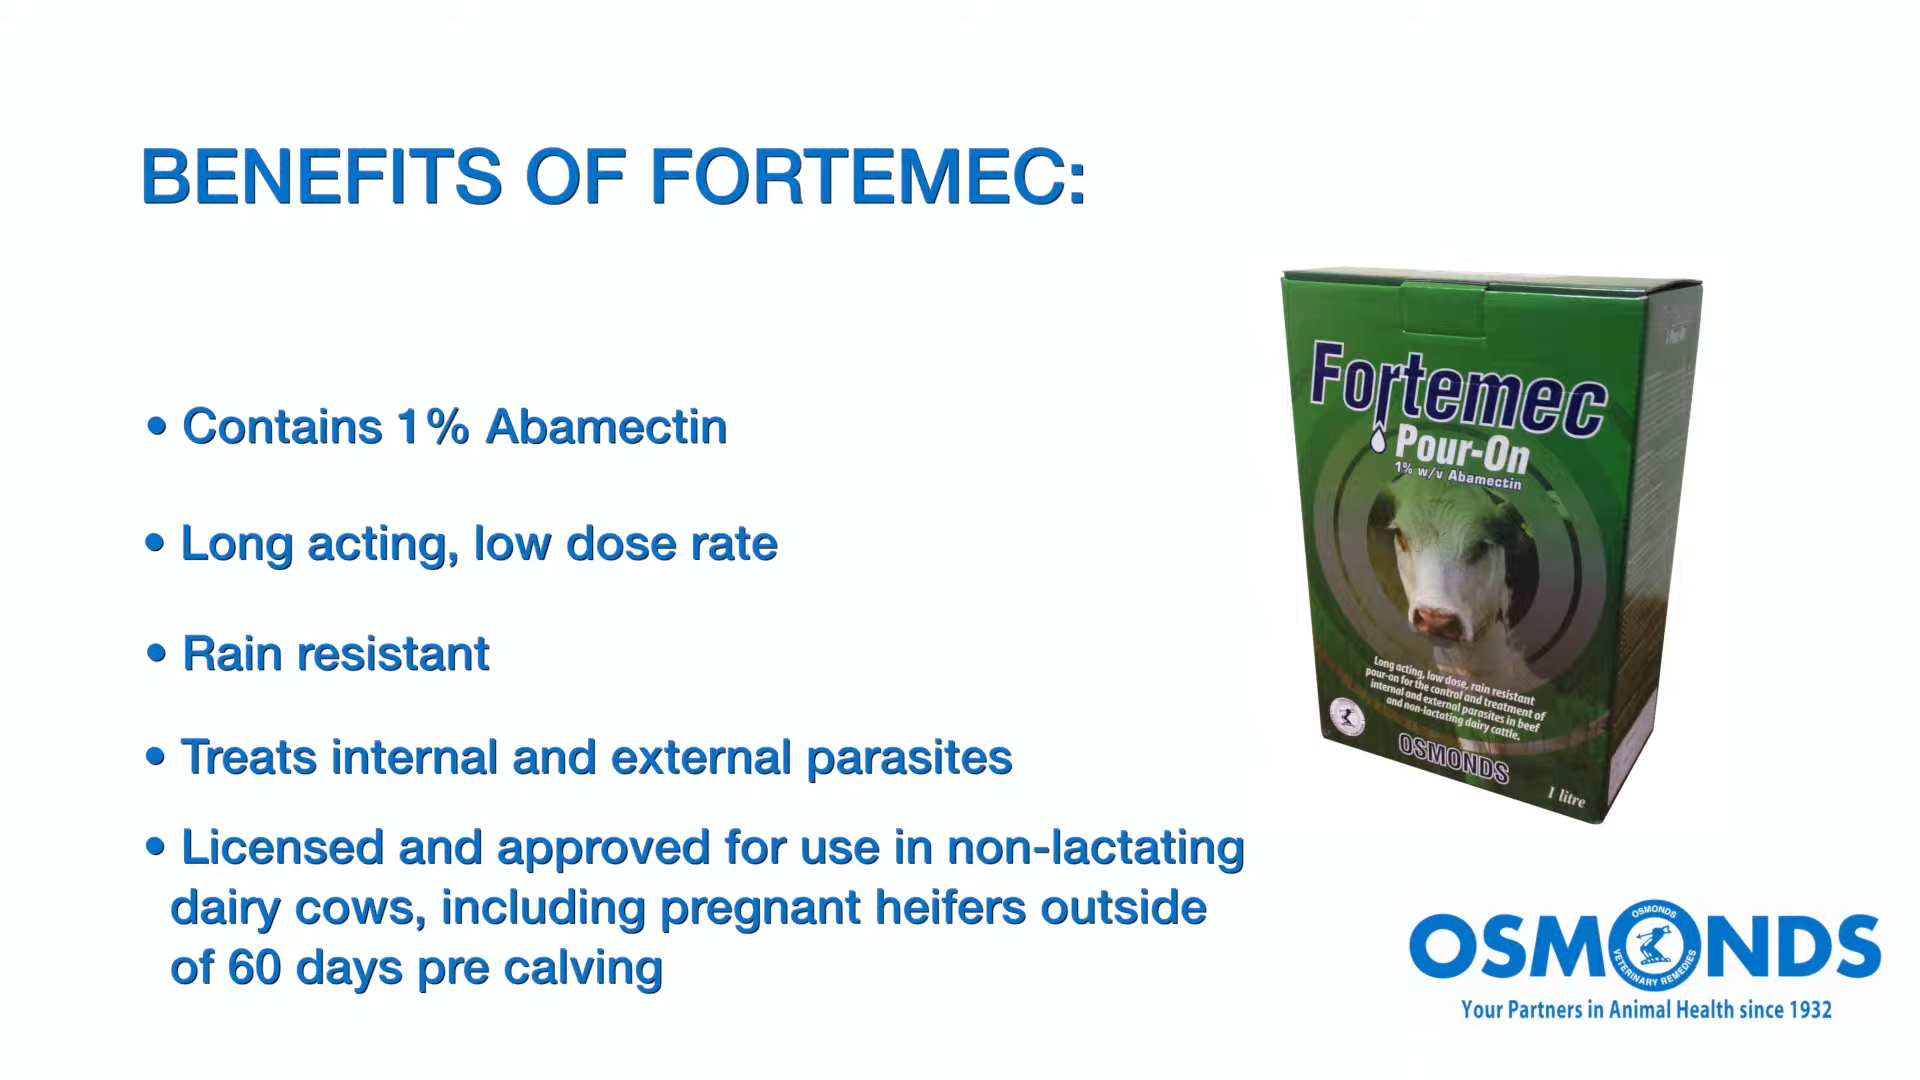 BENEFITS OF FORTEMEC:
• Contains 1% Abamectin
• Long acting, low dose rate
• Rain resistant
• Treats internal and external parasites
• Licensed and approved for use in non-lactating
dairy cows, including pregnant heifers outside
of 60 days pre calving
Fortemec
Pour-On
1% w/v Abamectin
Long acting, low dose, rain resistant
pour-on for the control and treatment of
internal and external parasites in beef
and non-lactating dairy cattle.
OSMONDS
1 litre
OSMONDS
OSMONDS
VETERINARY REMEDIES
Your Partners in Animal Health since 1932